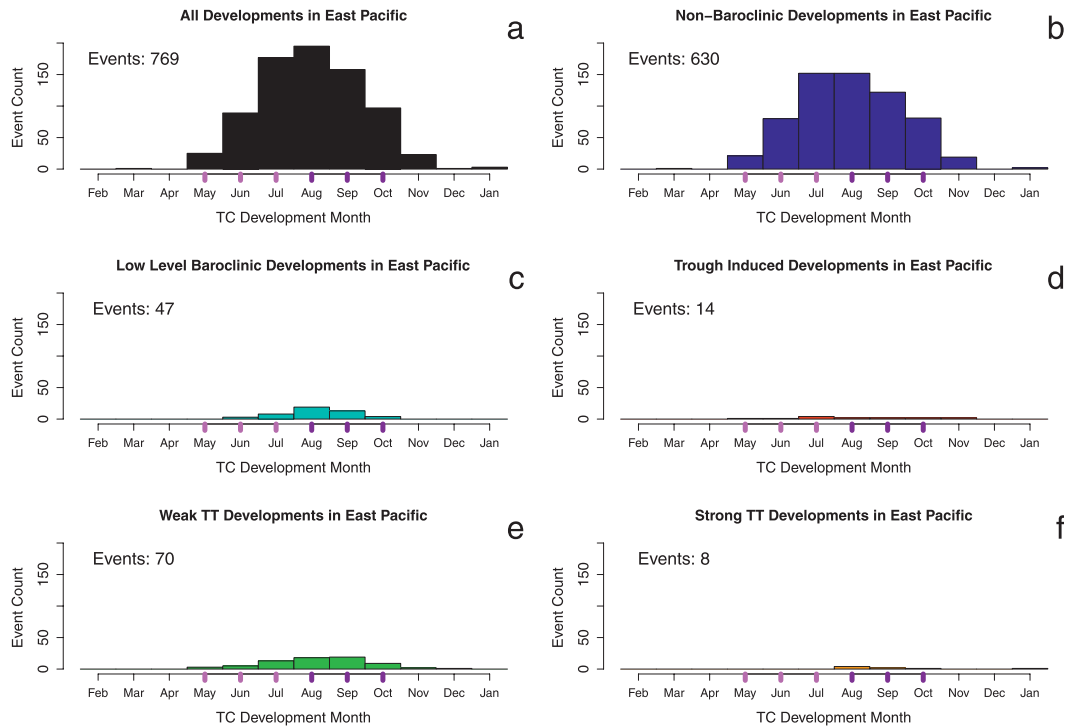 All Developments in East Pacific
a
Events: 769
Event Count
150
50
0
Feb Mar Apr May Jun Jul Aug Sep Oct Nov Dec Jan
TC Development Month
Non−Baroclinic Developments in East Pacific
b
Events: 630
Event Count
150
50
0
Feb Mar Apr May Jun Jul Aug Sep Oct Nov Dec Jan
TC Development Month
Low Level Baroclinic Developments in East Pacific
c
Events: 47
Event Count
150
50
0
Feb Mar Apr May Jun Jul Aug Sep Oct Nov Dec Jan
TC Development Month
Trough Induced Developments in East Pacific
d
Events: 14
Event Count
150
50
0
Feb Mar Apr May Jun Jul Aug Sep Oct Nov Dec Jan
TC Development Month
Weak TT Developments in East Pacific
e
Events: 70
Event Count
150
50
0
Feb Mar Apr May Jun Jul Aug Sep Oct Nov Dec Jan
TC Development Month
Strong TT Developments in East Pacific
f
Events: 8
Event Count
150
50
0
Feb Mar Apr May Jun Jul Aug Sep Oct Nov Dec Jan
TC Development Month